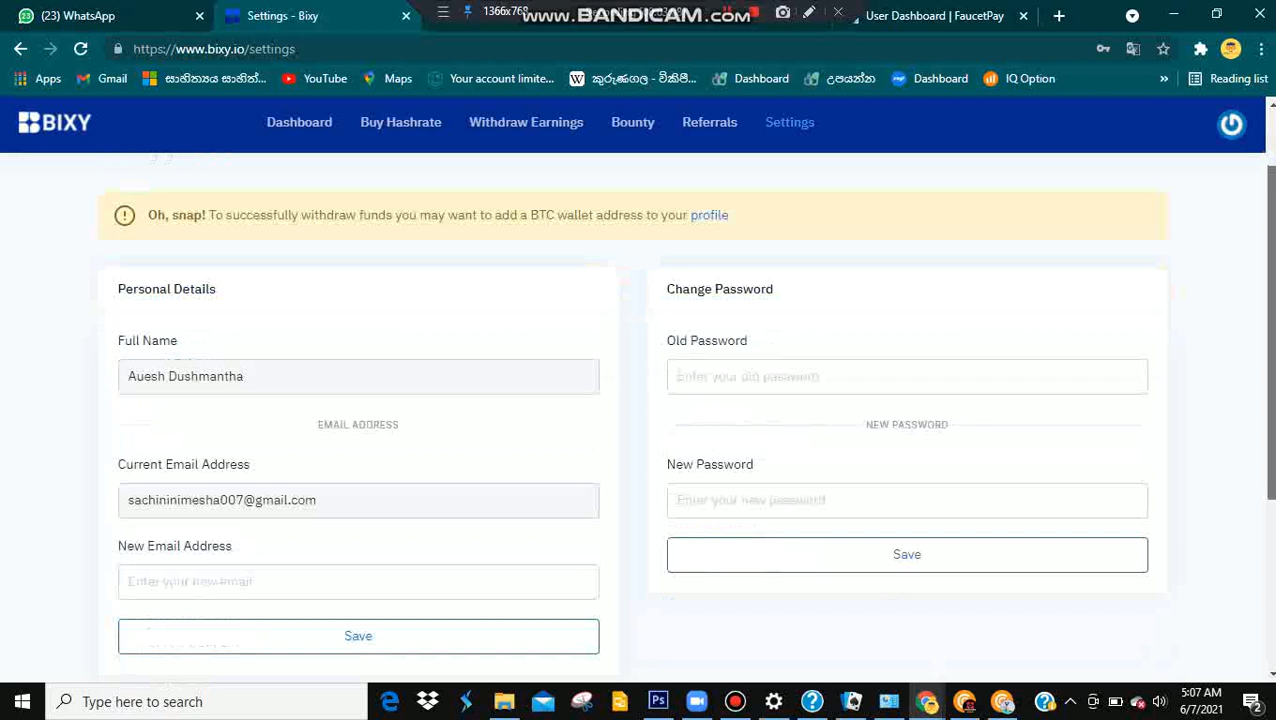 (23) WhatsApp
Settings - Bixy
1366x768
www.BANDICAM.com
User Dashboard | FaucetPay
https://www.bixy.io/settings
Apps
Gmail
සාහිත්‍යය සාහිත්...
YouTube
Maps
Your account limite...
කුරුණෑගල - විකිපී...
Dashboard
උපයන්න
Dashboard
IQ Option
»
Reading list
BIXY
Dashboard
Buy Hashrate
Withdraw Earnings
Bounty
Referrals
Settings
Oh, snap! To successfully withdraw funds you may want to add a BTC wallet address to your profile
Personal Details
Full Name
Auesh Dushmantha
EMAIL ADDRESS
Current Email Address
sachininimesha007@gmail.com
New Email Address
Enter your new email
Save
Change Password
Old Password
Enter your old password
NEW PASSWORD
New Password
Enter your new password
Save
Type here to search
5:07 AM
6/7/2021
2